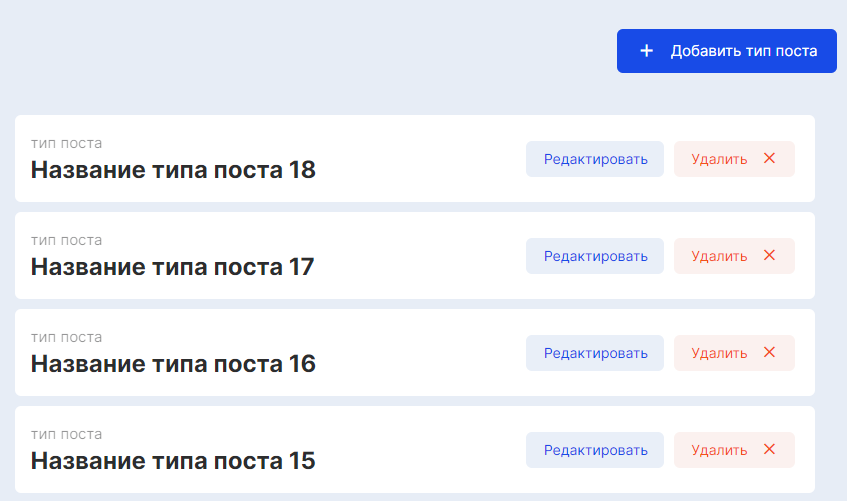 Добавить тип поста
тип поста
Название типа поста 18
Редактировать
Удалить
тип поста
Название типа поста 17
Редактировать
Удалить
тип поста
Название типа поста 16
Редактировать
Удалить
тип поста
Название типа поста 15
Редактировать
Удалить